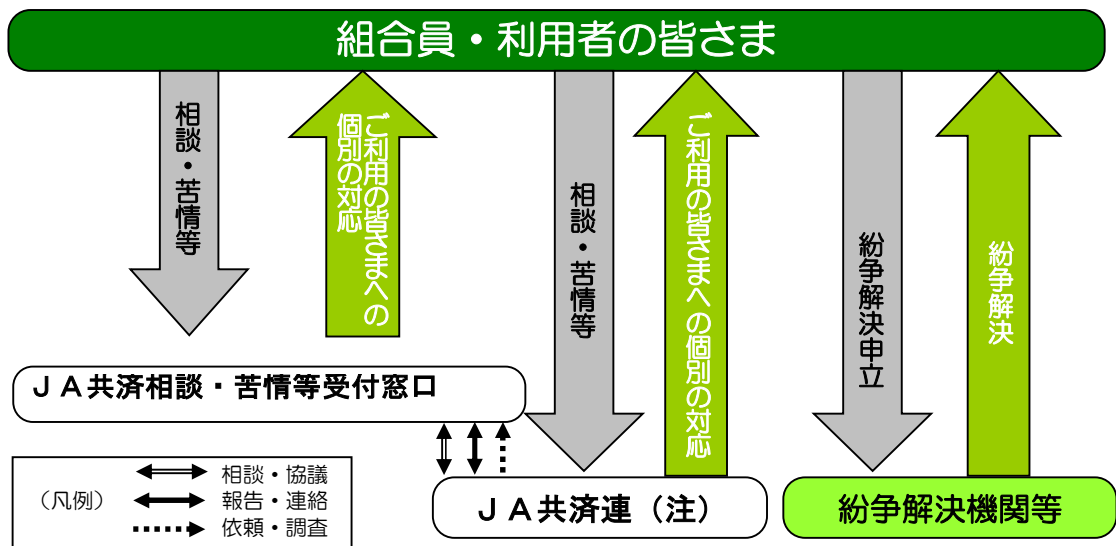 組合員・利用者の皆さま
相談・苦情等
ご利用の皆さまへの
個別の対応
相談・苦情等
ご利用の皆さまへの個別の対応
紛争解決申立
紛争解決
ＪＡ共済相談・苦情等受付窓口
ＪＡ共済連（注）
紛争解決機関等
（凡例）
相談・協議
報告・連絡
依頼・調査